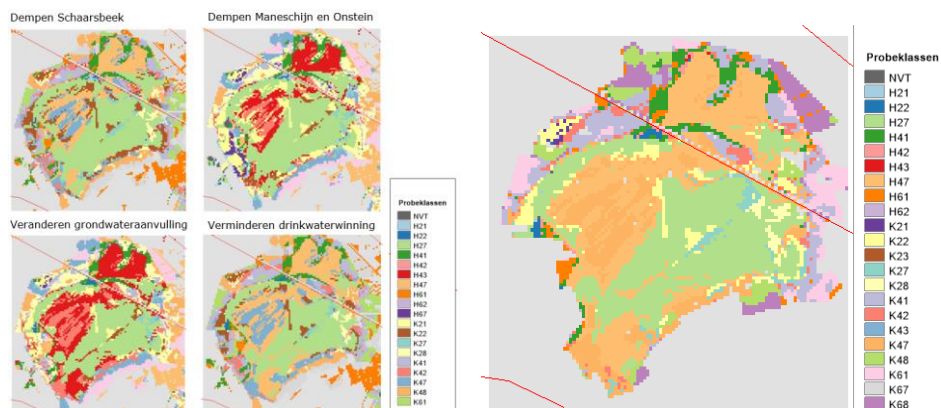 Dempen Schaarsbeek
Dempen Maneschijn en Onstein
Veranderen grondwateraanvulling
Verminderen drinkwaterwinning
Probeklassen
NVT
H21
H22
H27
H41
H42
H43
H47
H61
H62
H67
K21
K22
K27
K28
K41
K42
K47
K48
K61
Probeklassen
NVT
H21
H22
H27
H41
H42
H43
H47
H61
H62
K21
K22
K23
K27
K28
K41
K42
K43
K47
K48
K61
K67
K68